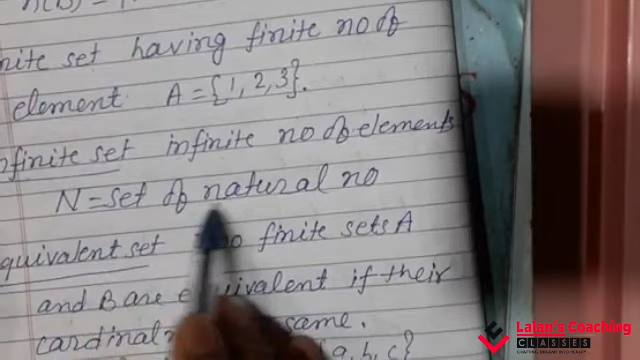 n(B) =
nite set having finite no of
element A = {1, 2, 3}.
nfinite set infinite no of elements
N = set of natural no
quivalent set finite sets A
and B are equivalent if their
cardinal same.
a, b, c}
Lalan's Coaching
CLASSES